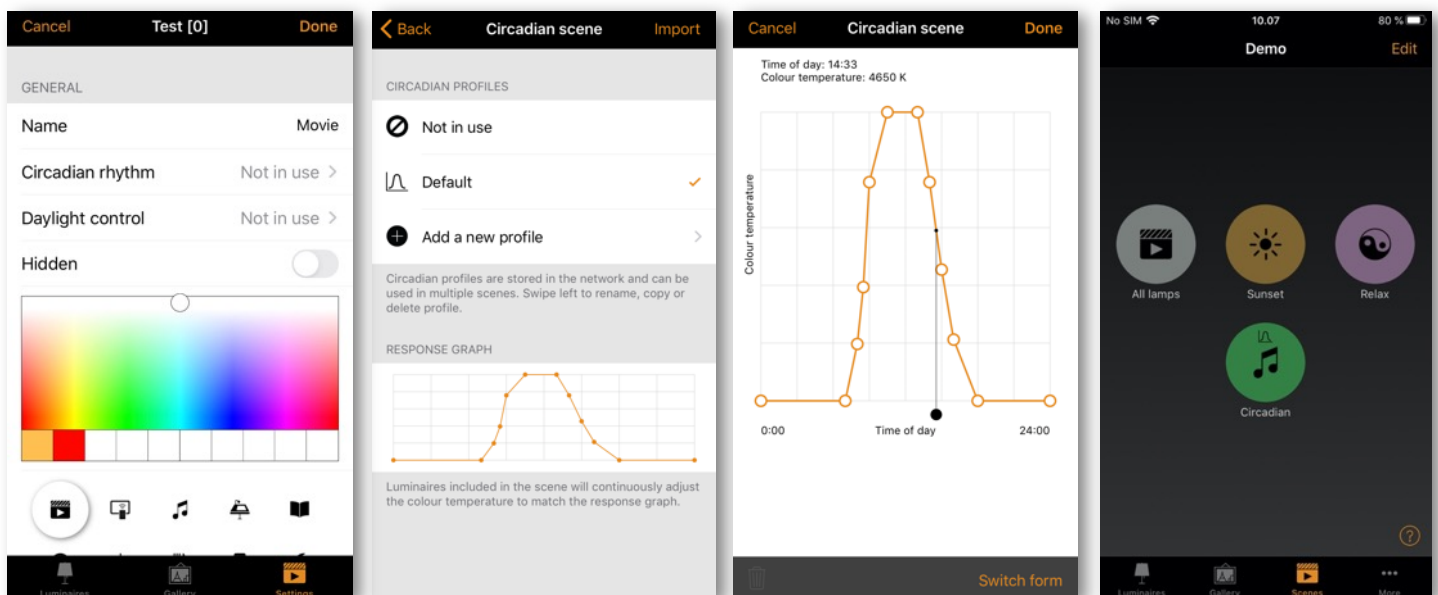 Cancel Test [0] Done
GENERAL
Name Movie
Circadian rhythm Not in use >
Daylight control Not in use >
Hidden
Luminaires Gallery Settings
Back Circadian scene Import
CIRCADIAN PROFILES
Not in use
Default
Add a new profile
Circadian profiles are stored in the network and can be
used in multiple scenes. Swipe left to rename, copy or
delete profile.
RESPONSE GRAPH
Luminaires included in the scene will continuously adjust
the colour temperature to match the response graph.
Cancel Circadian scene Done
Time of day: 14:33
Colour temperature: 4650 K
Colour temperature
0:00 Time of day 24:00
Switch form
No SIM 10.07 80 %
Demo Edit
All lamps Sunset Relax
Circadian
?
Luminaires Gallery Scenes More